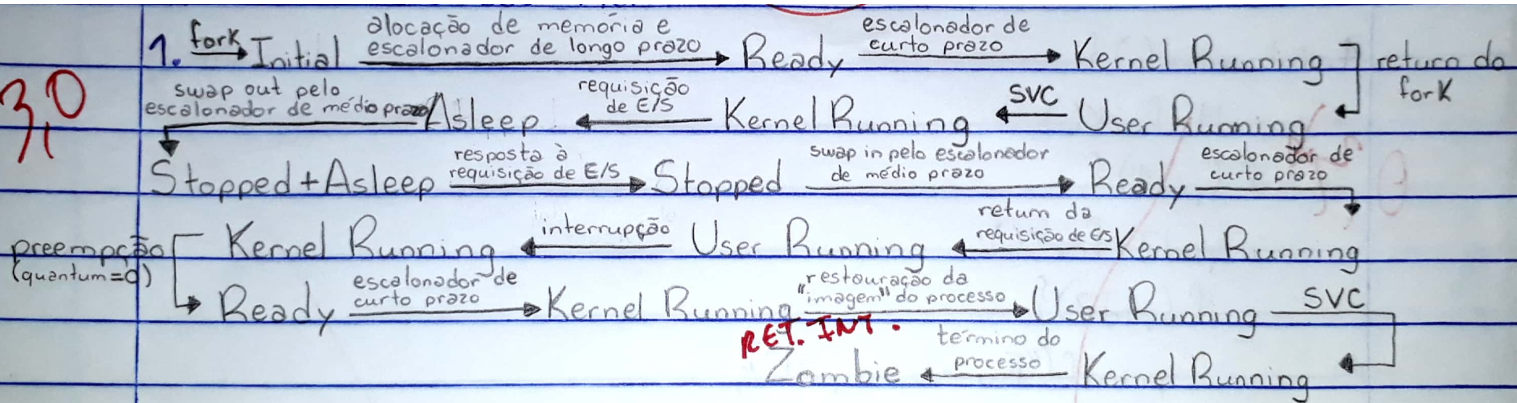 1. fork Initial alocação de memória e escalonador de longo prazo Ready escalonador de curto prazo Kernel Running return do fork
3,0
User Running SVC Kernel Running requisição de E/S Asleep swap out pelo escalonador de médio prazo
Stopped+Asleep resposta à requisição de E/S Stopped swap in pelo escalonador de médio prazo Ready escalonador de curto prazo
Kernel Running return da requisição de E/S User Running interrupção Kernel Running preempção (quantum=0)
Ready escalonador de curto prazo Kernel Running restauração da "imagem" do processo User Running SVC
RET. INT.
Kernel Running término do processo Zombie